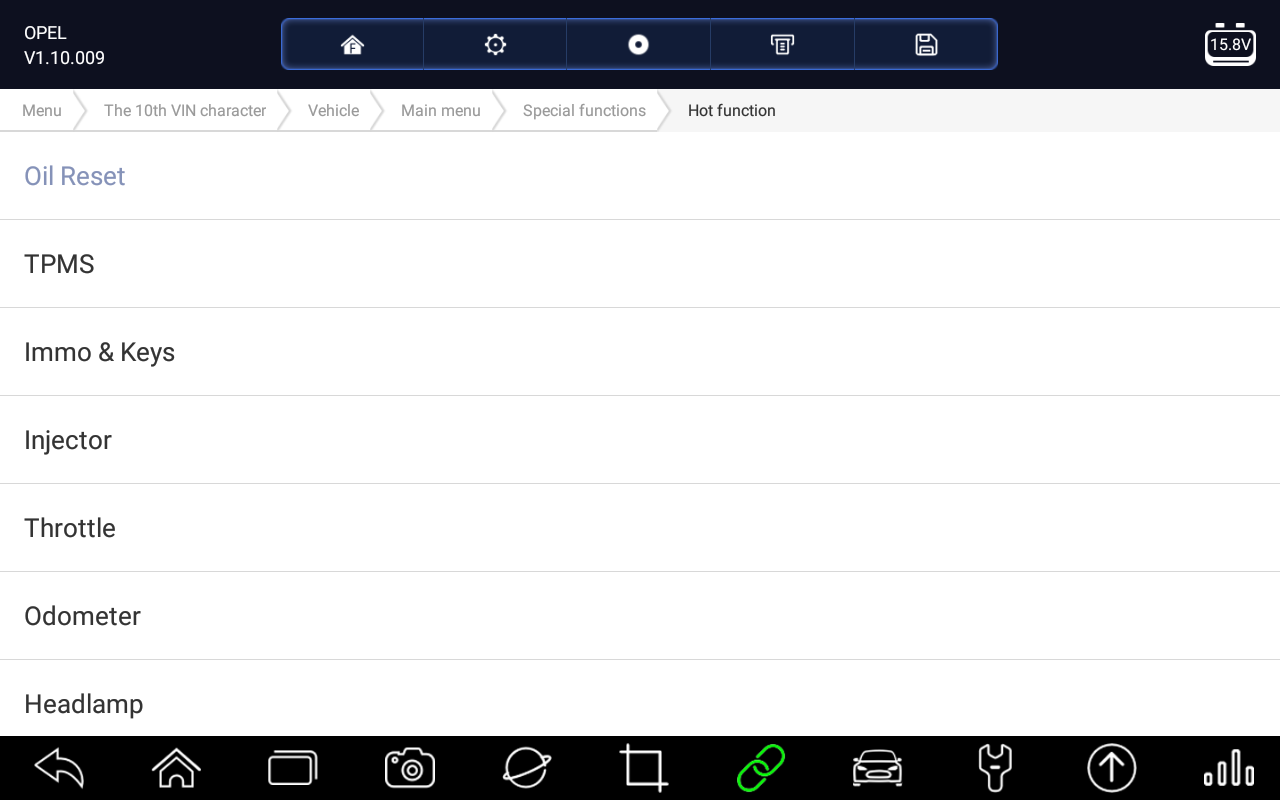 OPEL
V1.10.009
F
15.8V
Menu
The 10th VIN character
Vehicle
Main menu
Special functions
Hot function
Oil Reset
TPMS
Immo & Keys
Injector
Throttle
Odometer
Headlamp